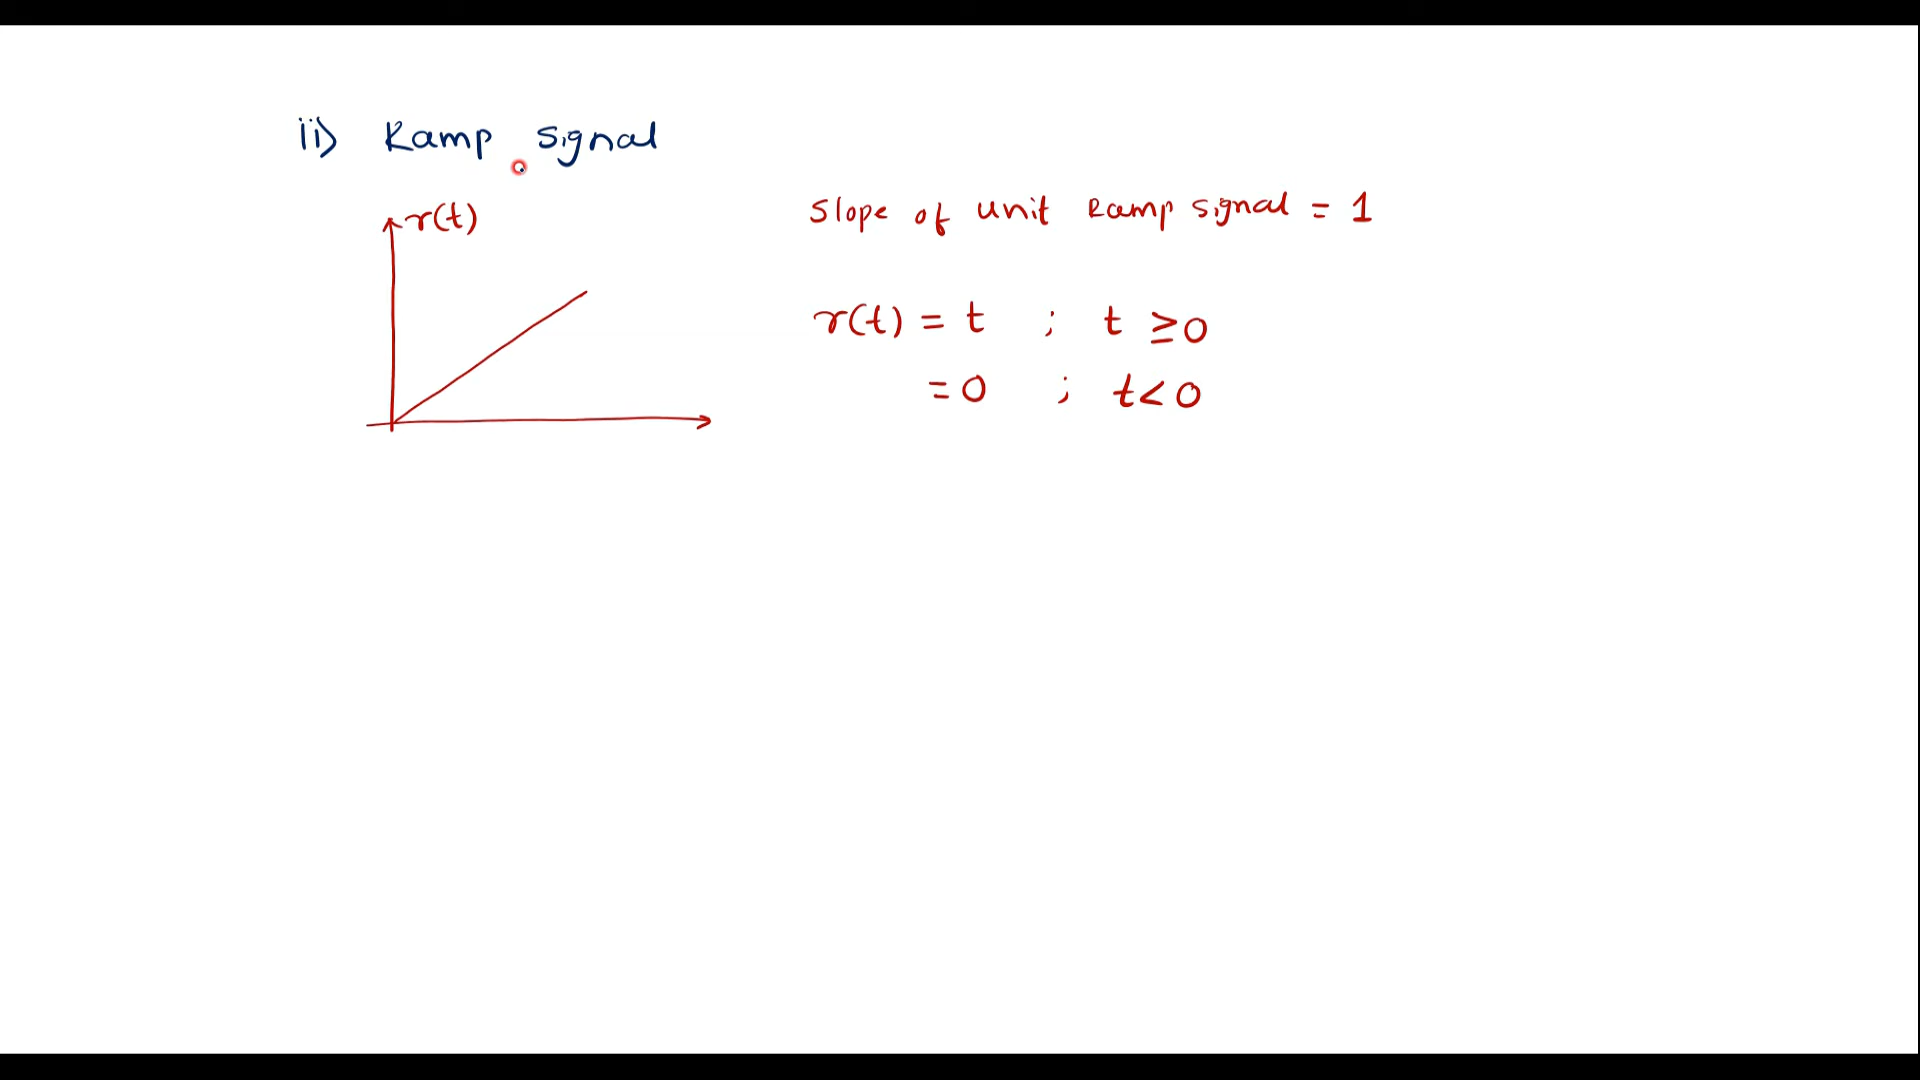 ii) Ramp signal
r(t)
slope of unit Ramp signal = 1
r(t) = t ; t ≥0
= 0 ; t< 0